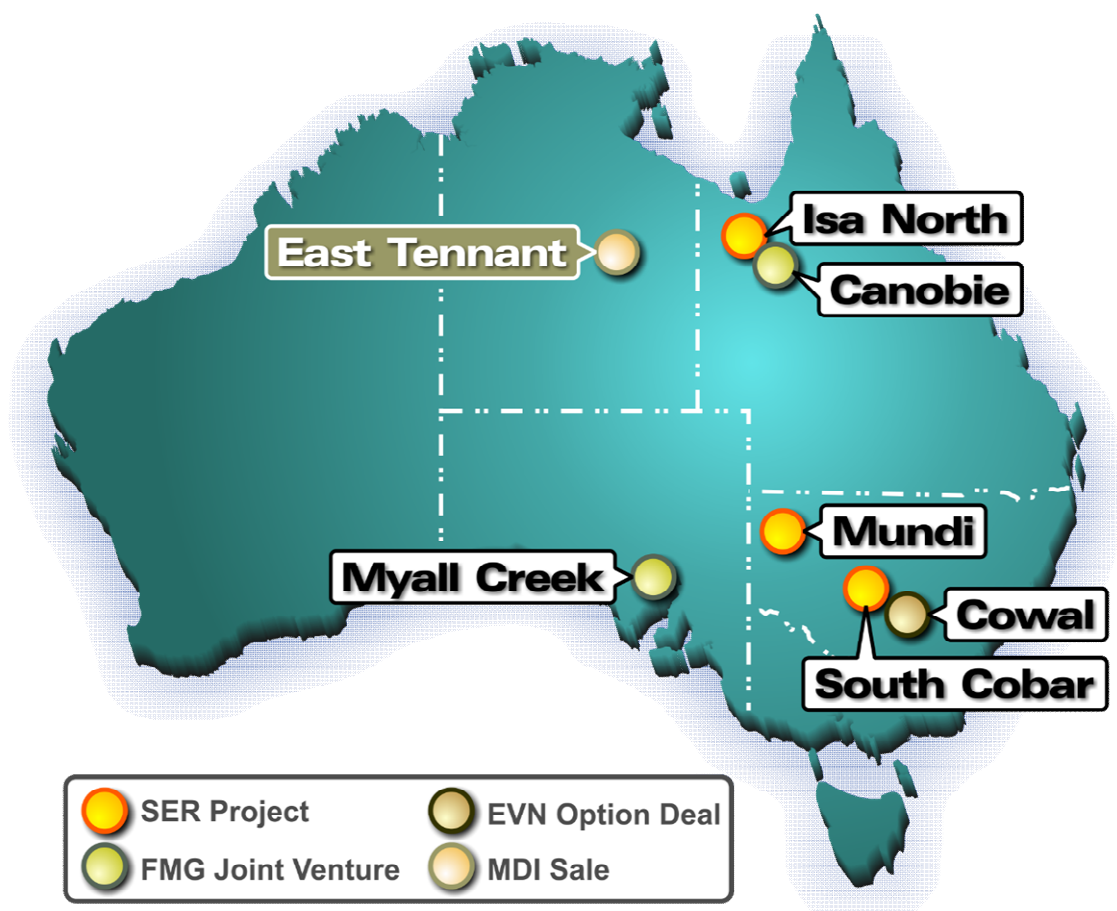 Isa North
East Tennant
Canobie
Mundi
Myall Creek
Cowal
South Cobar
SER Project
EVN Option Deal
FMG Joint Venture
MDI Sale